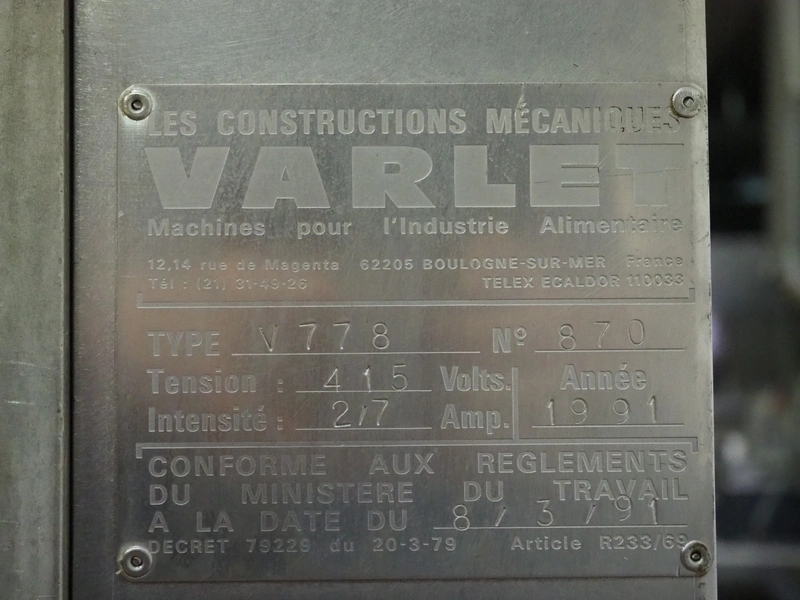 LES CONSTRUCTIONS MÉCANIQUES
VARLET
Machines pour l'Industrie Alimentaire
12,14 rue de Magenta 62205 BOULOGNE-SUR-MER France
Tél : (21) 31-49-26 TELEX ECALDOR 110033
TYPE V778 Nº 870
Tension : 415 Volts. Année
Intensité : 2,7 Amp. 1991
CONFORME AUX REGLEMENTS
DU MINISTERE DU TRAVAIL
A LA DATE DU 8/3/91
DECRET 79229 du 20-3-79 Article R233/69